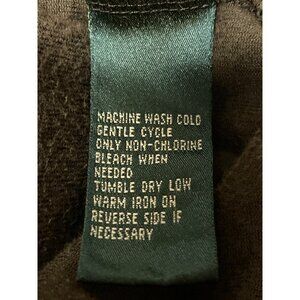 MACHINE WASH COLD
GENTLE CYCLE
ONLY NON-CHLORINE
BLEACH WHEN
NEEDED
TUMBLE DRY LOW
WARM IRON ON
REVERSE SIDE IF
NECESSARY